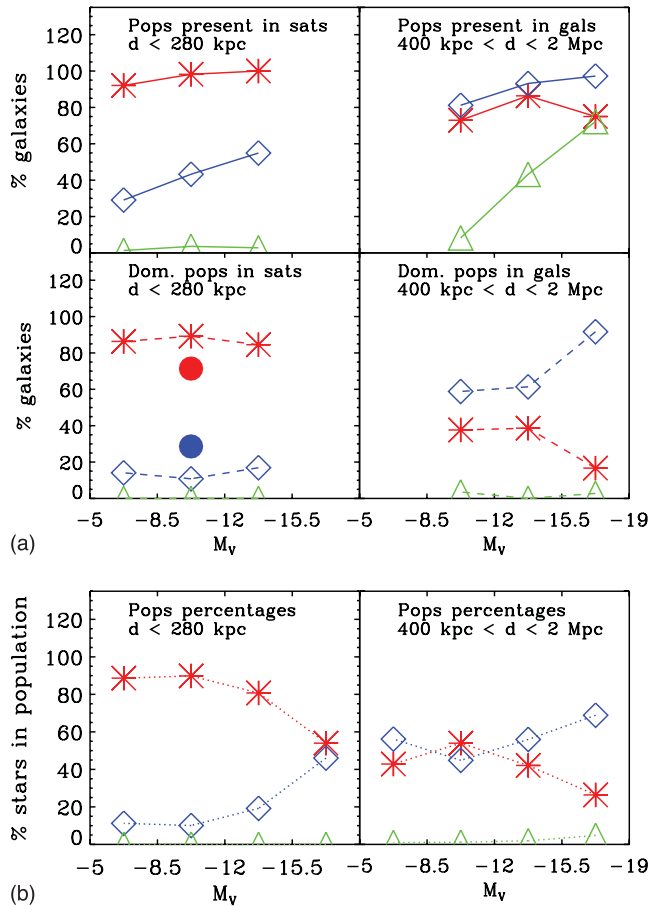 Pops present in sats
d < 280 kpc
Pops present in gals
400 kpc < d < 2 Mpc
120
100
80
60
40
20
0
% galaxies
Dom. pops in sats
d < 280 kpc
Dom. pops in gals
400 kpc < d < 2 Mpc
120
100
80
60
40
20
0
% galaxies
-5 -8.5 -12 -15.5 -5 -8.5 -12 -15.5 -19
(a)
M_V M_V
Pops percentages
d < 280 kpc
Pops percentages
400 kpc < d < 2 Mpc
120
100
80
60
40
20
0
% stars in population
-5 -8.5 -12 -15.5 -5 -8.5 -12 -15.5 -19
(b)
M_V M_V